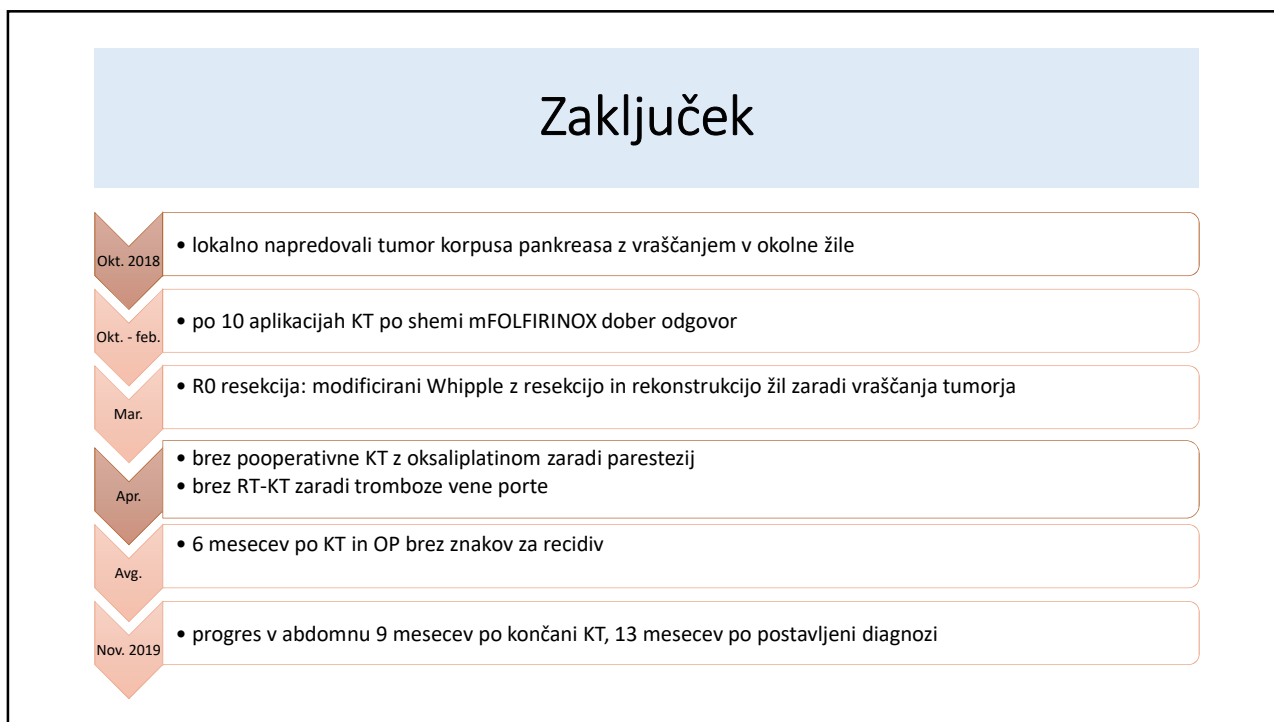 Zaključek
Okt. 2018
• lokalno napredovali tumor korpusa pankreasa z vraščanjem v okolne žile
Okt. - feb.
• po 10 aplikacijah KT po shemi mFOLFIRINOX dober odgovor
Mar.
• R0 resekcija: modificirani Whipple z resekcijo in rekonstrukcijo žil zaradi vraščanja tumorja
Apr.
• brez pooperativne KT z oksaliplatinom zaradi parestezij
• brez RT-KT zaradi tromboze vene porte
Avg.
• 6 mesecev po KT in OP brez znakov za recidiv
Nov. 2019
• progres v abdomnu 9 mesecev po končani KT, 13 mesecev po postavljeni diagnozi